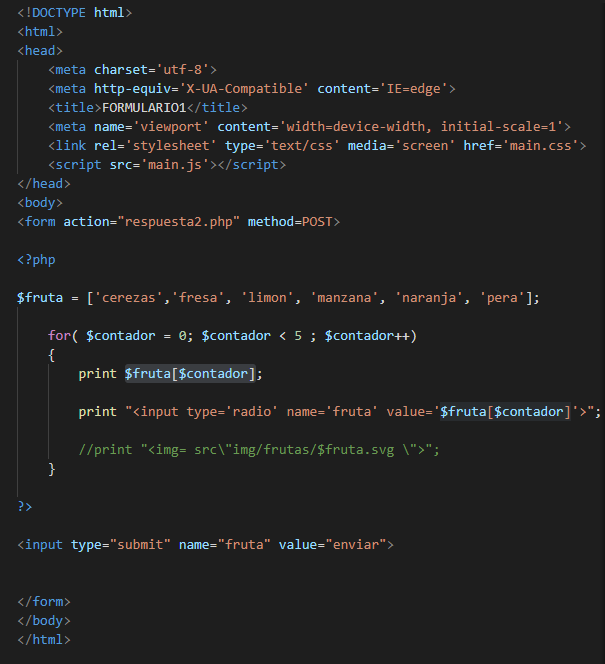 <!DOCTYPE html>
<html>
<head>
<meta charset='utf-8'>
<meta http-equiv='X-UA-Compatible' content='IE=edge'>
<title>FORMULARIO1</title>
<meta name='viewport' content='width=device-width, initial-scale=1'>
<link rel='stylesheet' type='text/css' media='screen' href='main.css'>
<script src='main.js'></script>
</head>
<body>
<form action="respuesta2.php" method=POST>
<?php
$fruta = ['cerezas','fresa', 'limon', 'manzana', 'naranja', 'pera'];
for( $contador = 0; $contador < 5 ; $contador++)
{
print $fruta[$contador];
print "<input type='radio' name='fruta' value='$fruta[$contador]'>";
//print "<img= src\"img/frutas/$fruta.svg \">";
}
?>
<input type="submit" name="fruta" value="enviar">
</form>
</body>
</html>